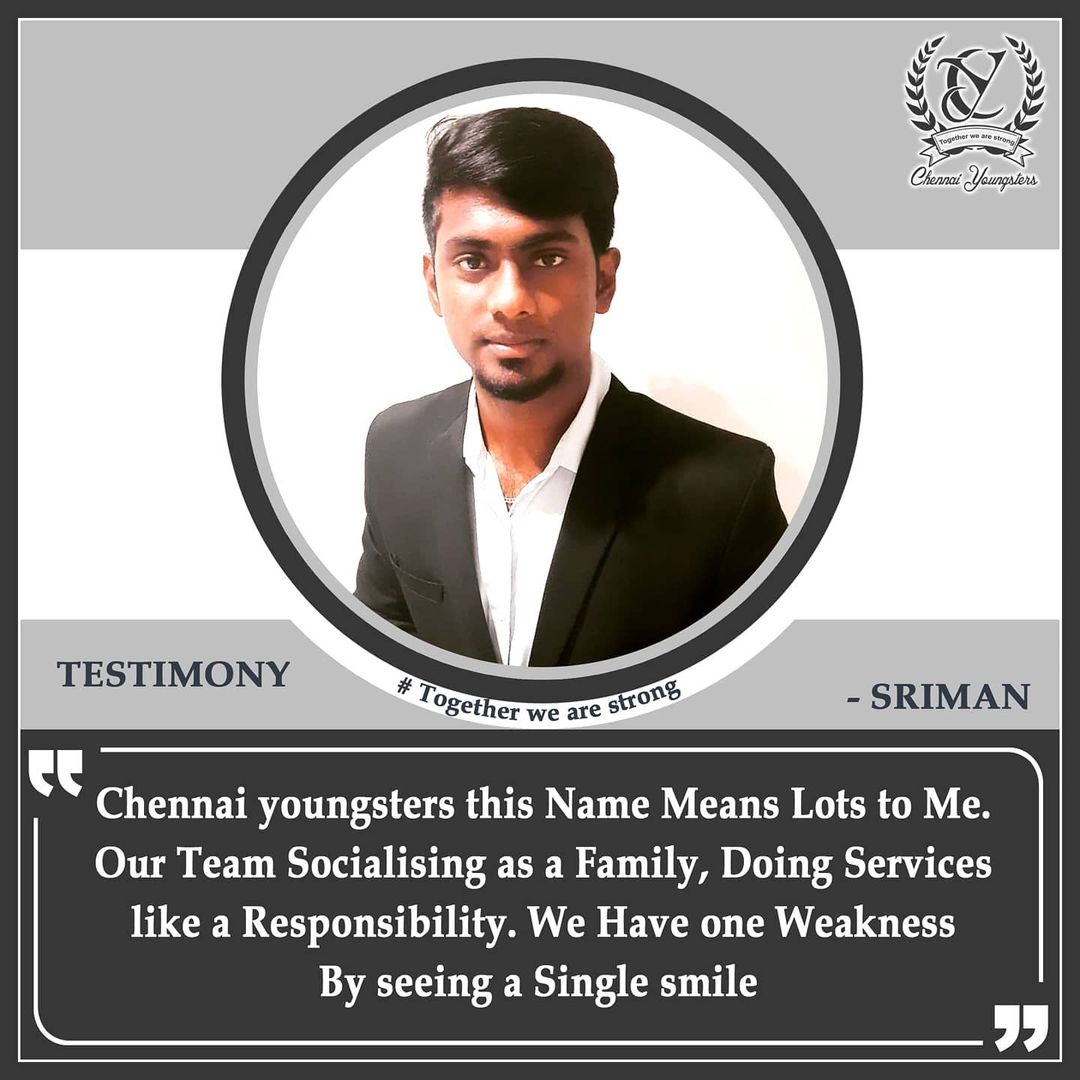 CY
Together we are strong
Chennai Youngsters
TESTIMONY
# Together we are strong
- SRIMAN
Chennai youngsters this Name Means Lots to Me.
Our Team Socialising as a Family, Doing Services
like a Responsibility. We Have one Weakness
By seeing a Single smile